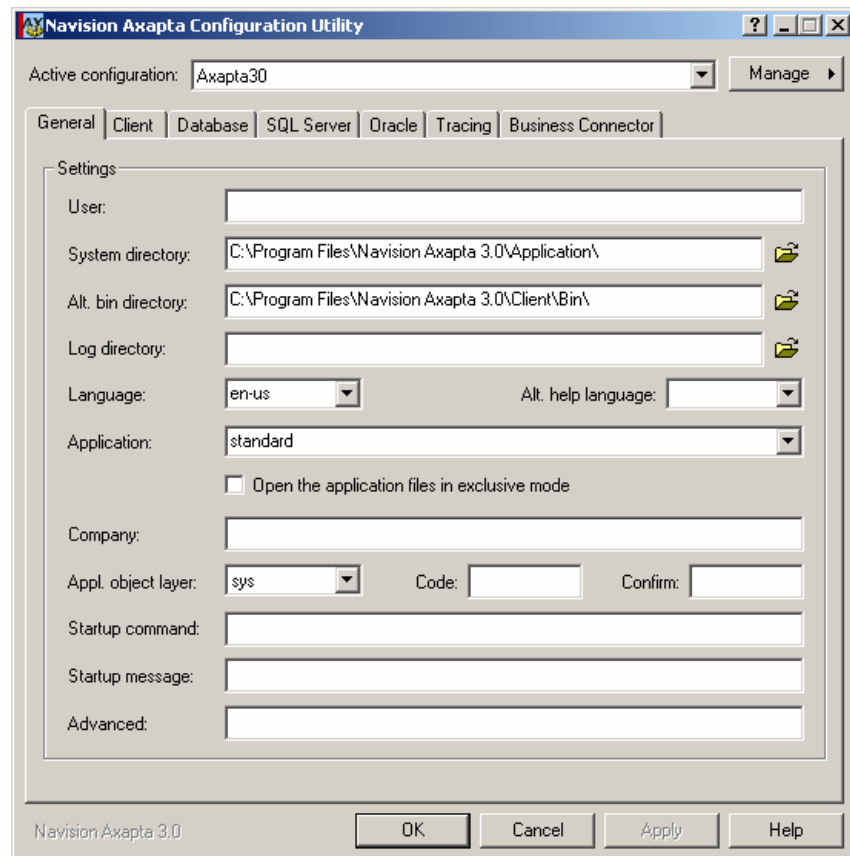 Navision Axapta Configuration Utility
Active configuration: Axapta30 Manage
General Client Database SQL Server Oracle Tracing Business Connector
Settings
User:
System directory: C:\Program Files\Navision Axapta 3.0\Application\
Alt. bin directory: C:\Program Files\Navision Axapta 3.0\Client\Bin\
Log directory:
Language: en-us Alt. help language:
Application: standard
Open the application files in exclusive mode
Company:
Appl. object layer: sys Code: Confirm:
Startup command:
Startup message:
Advanced:
Navision Axapta 3.0 OK Cancel Apply Help